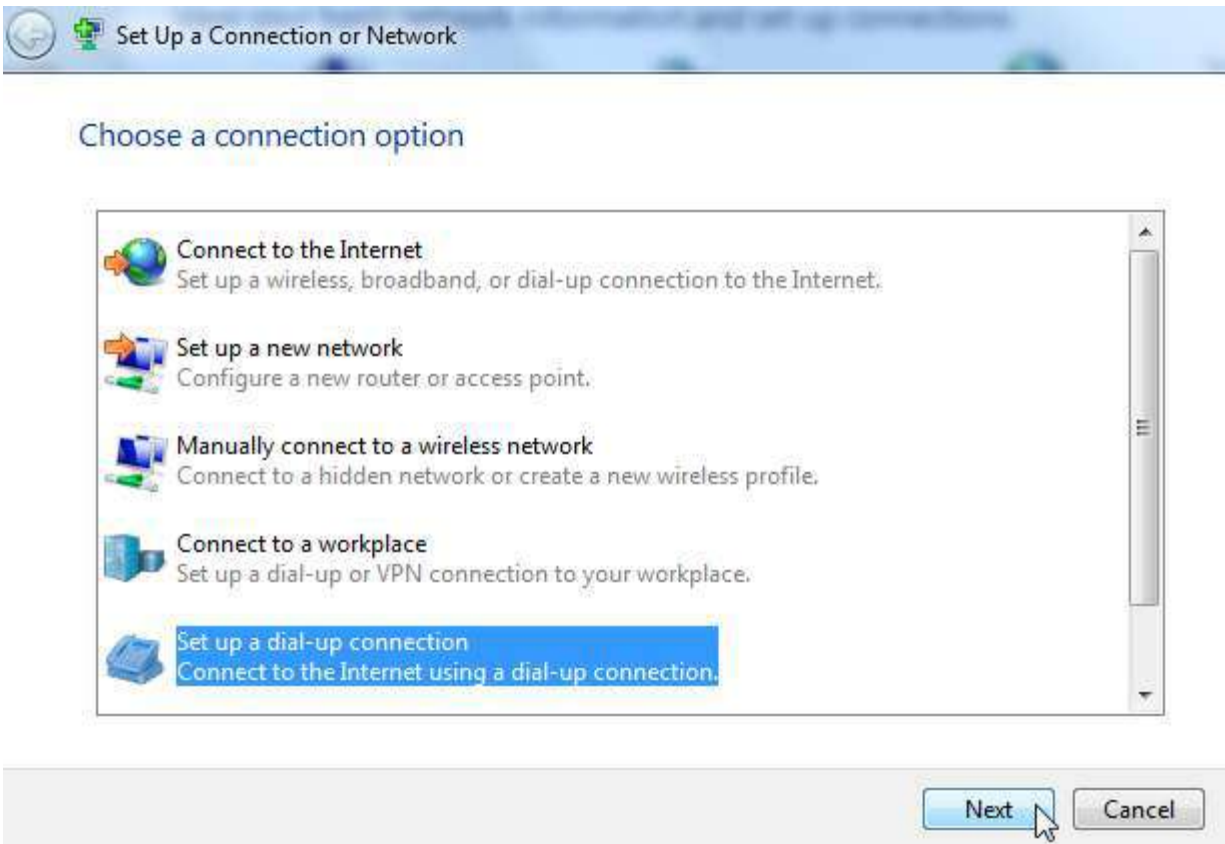 Set Up a Connection or Network
Choose a connection option
Connect to the Internet
Set up a wireless, broadband, or dial-up connection to the Internet.
Set up a new network
Configure a new router or access point.
Manually connect to a wireless network
Connect to a hidden network or create a new wireless profile.
Connect to a workplace
Set up a dial-up or VPN connection to your workplace.
Set up a dial-up connection
Connect to the Internet using a dial-up connection.
Next
Cancel